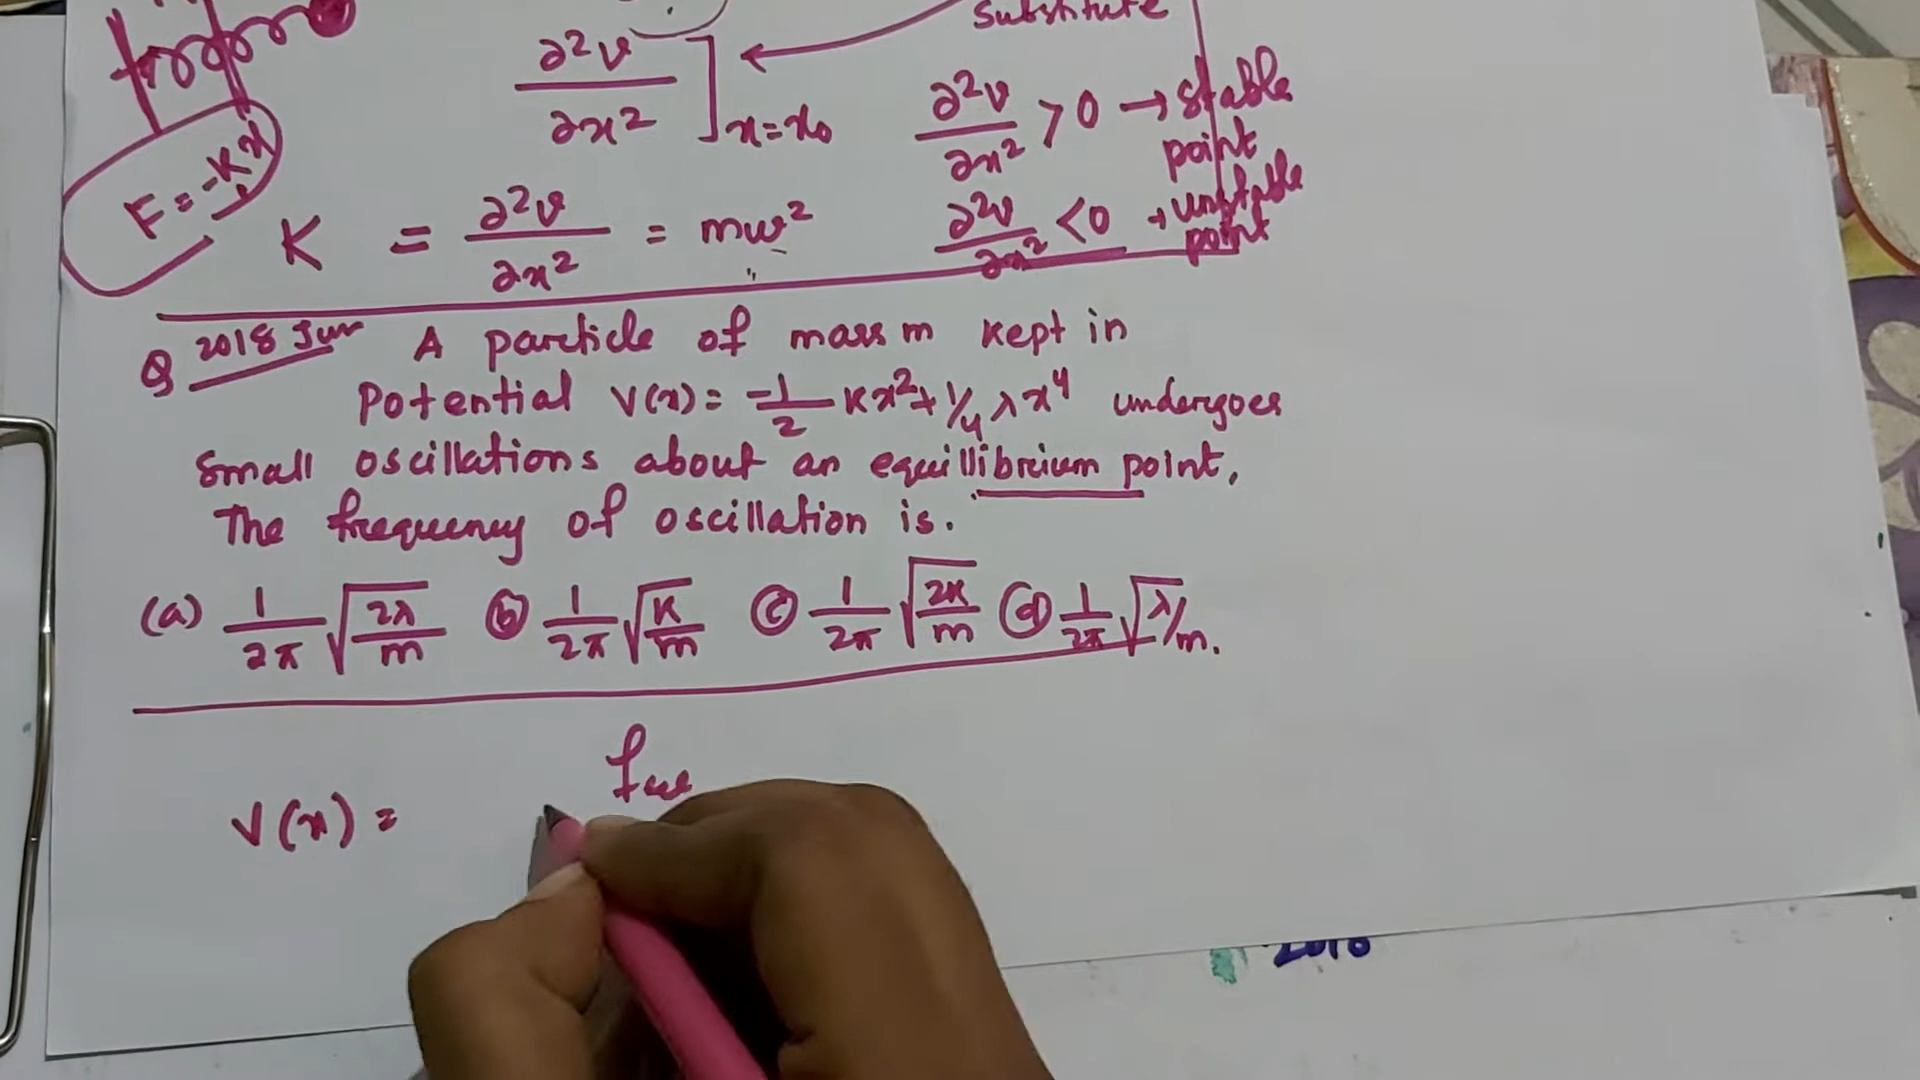 Substitute
∂²v/∂x² ]x=x₀
∂²v/∂x² > 0 → stable point
F = -Kx
K = ∂²v/∂x² = mω²
∂²v/∂x² < 0 → unstable point
Q 2018 Jun A particle of mass m kept in
Potential V(x) = -1/2 Kx² + 1/4 λx⁴ undergoes
Small oscillations about an equillibrium point.
The frequency of oscillation is.
(a) 1/2π √(2λ/m) (b) 1/2π √(K/m) (c) 1/2π √(2K/m) (d) 1/2π √λ/m.
V(x) =
2018